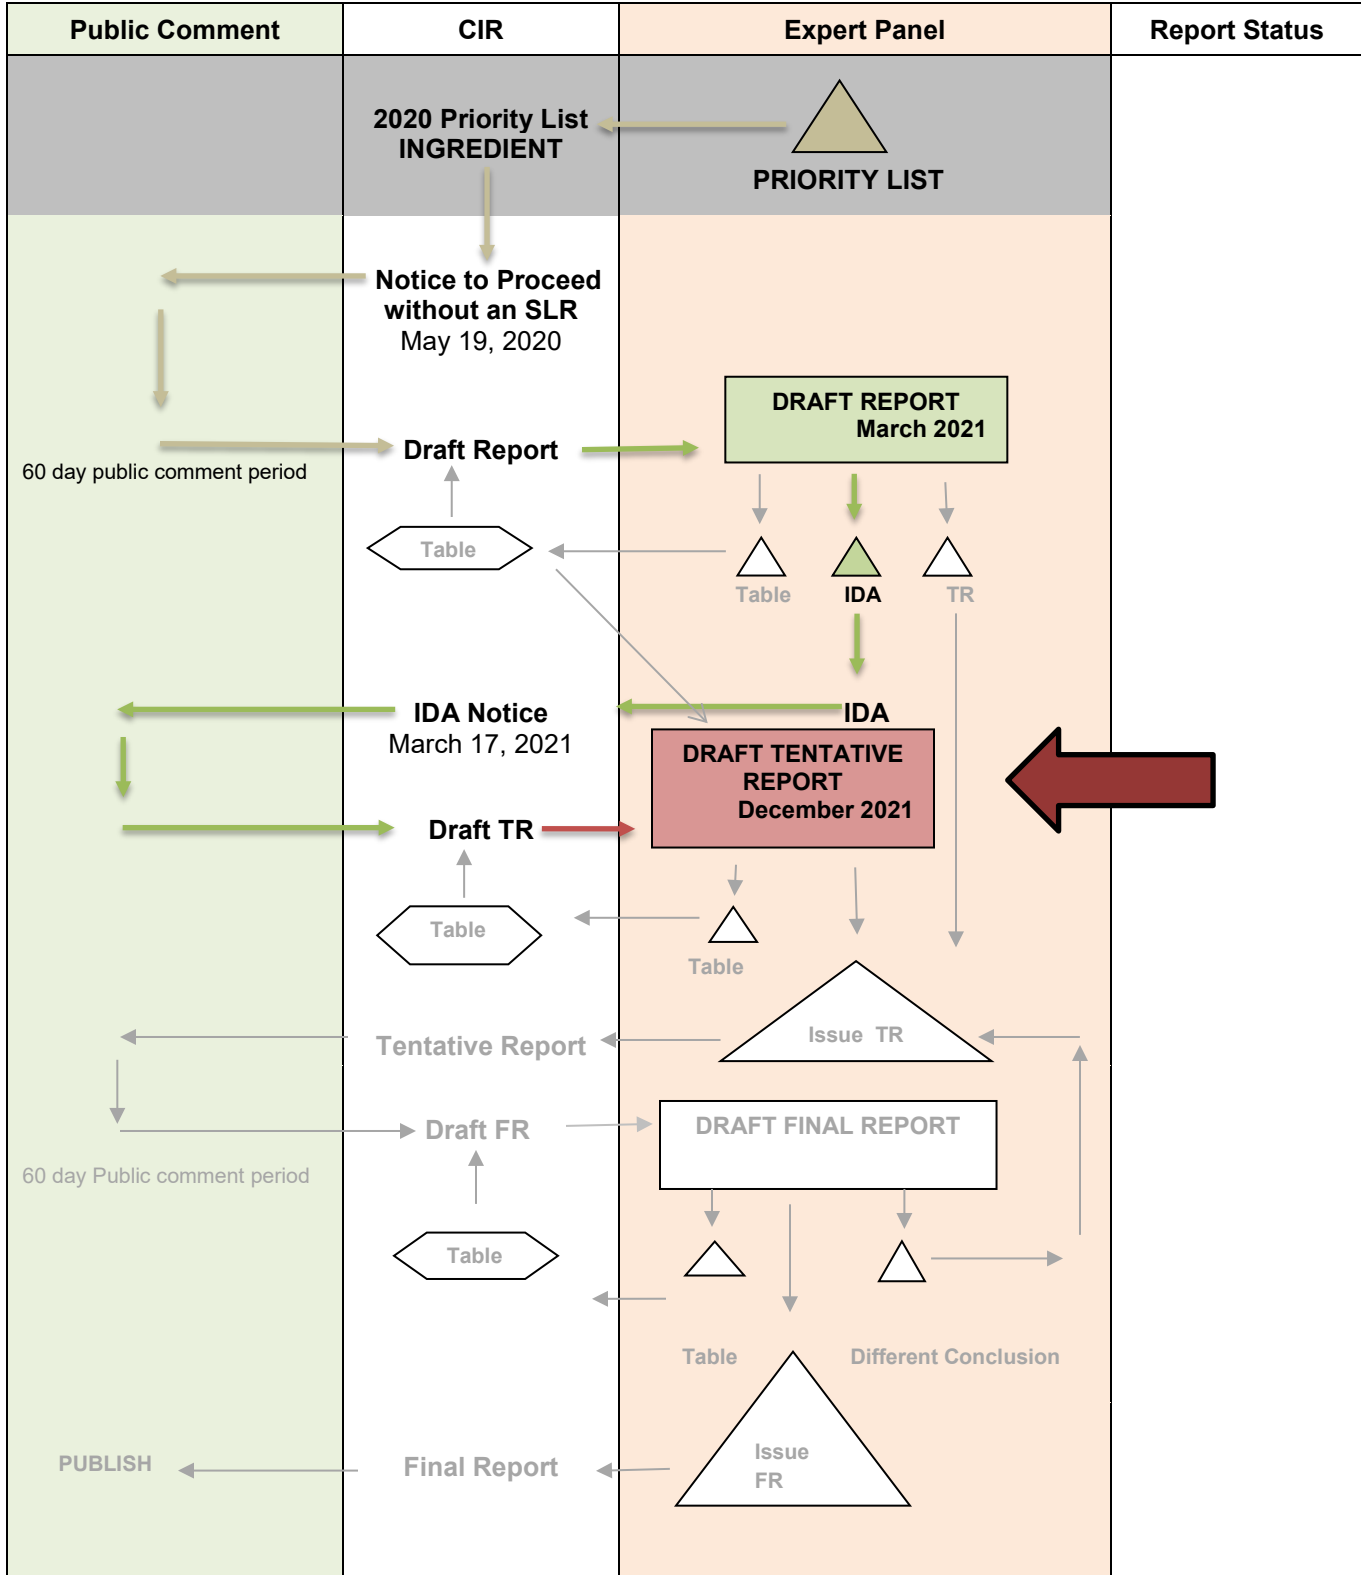 Public Comment
CIR
Expert Panel
Report Status
2020 Priority List
INGREDIENT
PRIORITY LIST
Notice to Proceed
without an SLR
May 19, 2020
DRAFT REPORT
March 2021
60 day public comment period
Draft Report
Table
Table
IDA
TR
IDA Notice
March 17, 2021
IDA
DRAFT TENTATIVE
REPORT
December 2021
Draft TR
Table
Table
Issue TR
Tentative Report
Draft FR
DRAFT FINAL REPORT
60 day Public comment period
Table
Table
Different Conclusion
PUBLISH
Final Report
Issue
FR